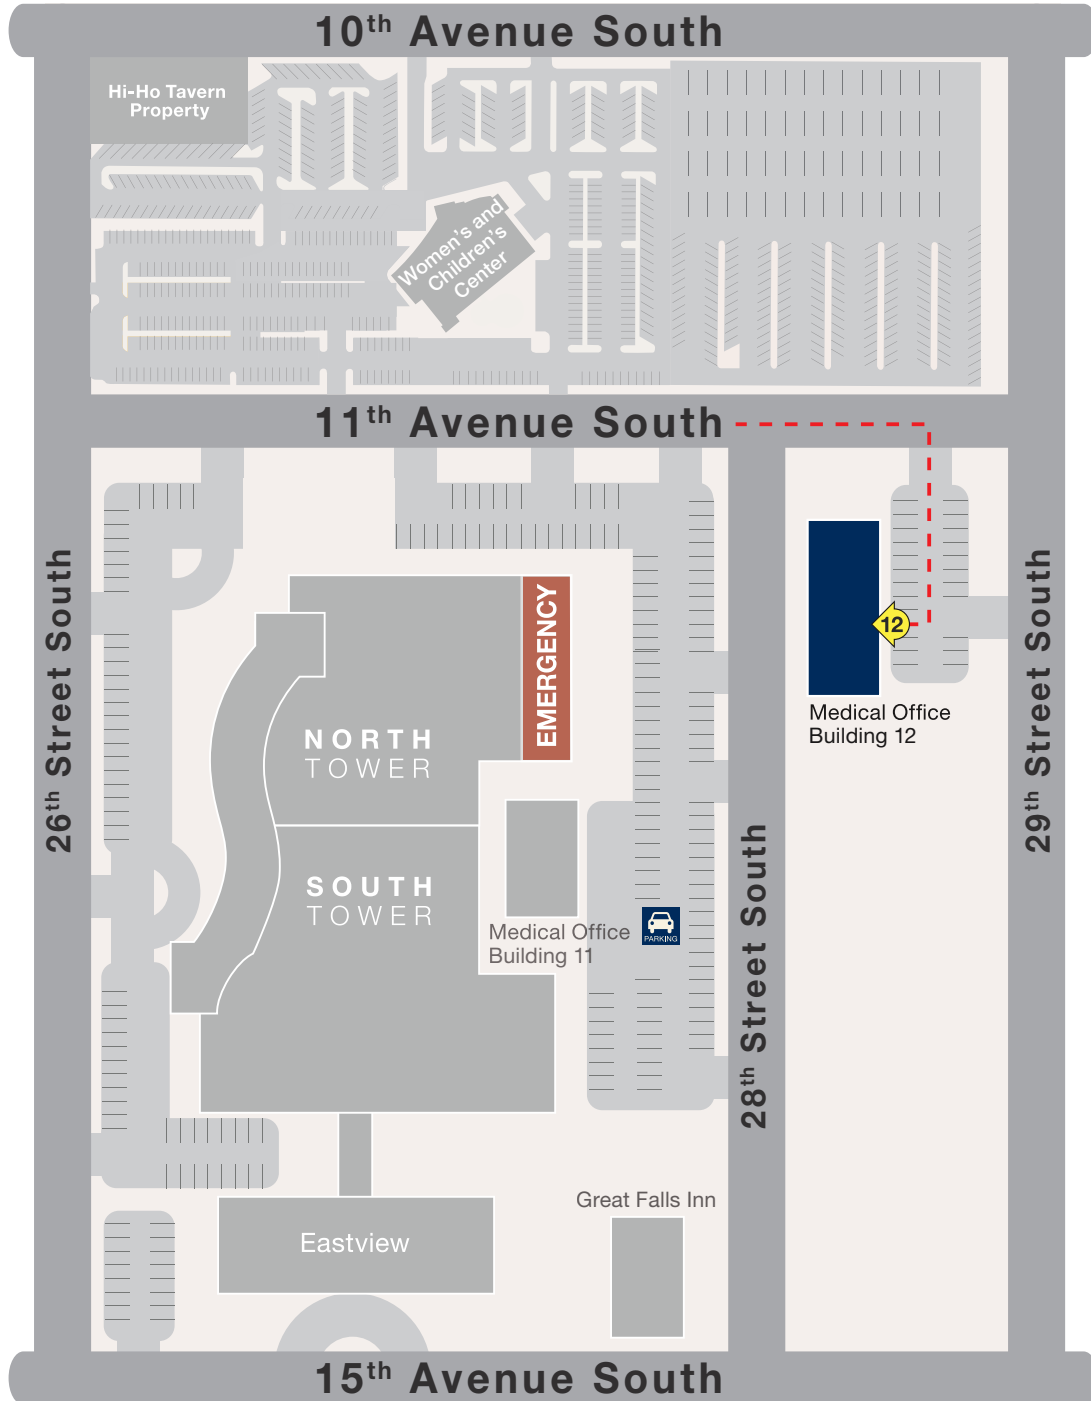 10th Avenue South
Hi-Ho Tavern
Property
Women's and
Children's
Center
11th Avenue South
26th Street South
EMERGENCY
12
Medical Office
Building 12
29th Street South
NORTH
TOWER
SOUTH
TOWER
Medical Office
Building 11
PARKING
28th Street South
Great Falls Inn
Eastview
15th Avenue South